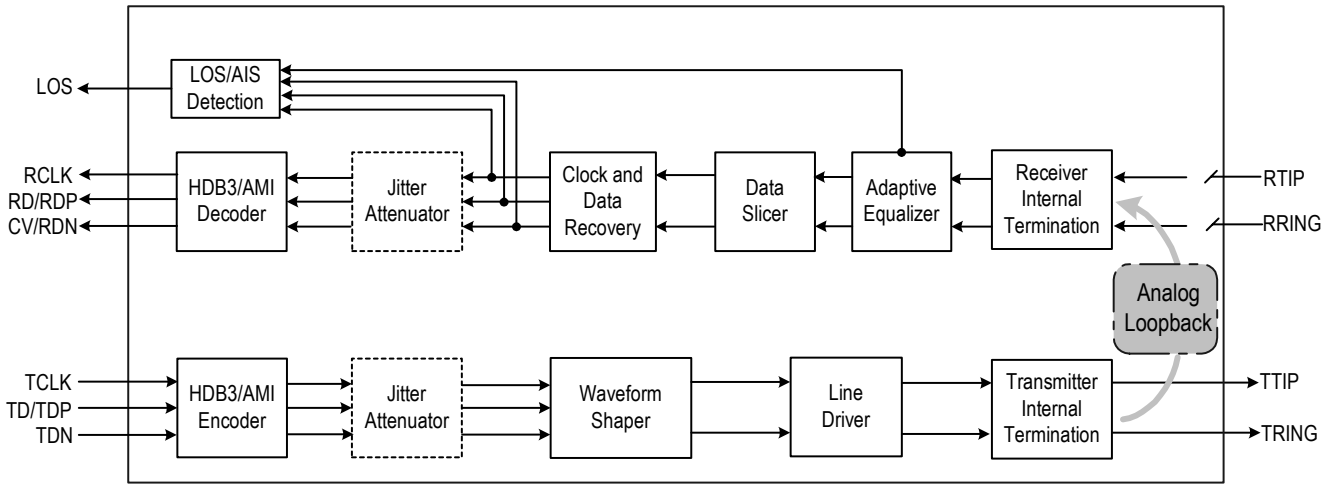 LOS
LOS/AIS
Detection
RCLK
RD/RDP
CV/RDN
HDB3/AMI
Decoder
Jitter
Attenuator
Clock and
Data
Recovery
Data
Slicer
Adaptive
Equalizer
Receiver
Internal
Termination
RTIP
RRING
Analog
Loopback
TCLK
TD/TDP
TDN
HDB3/AMI
Encoder
Jitter
Attenuator
Waveform
Shaper
Line
Driver
Transmitter
Internal
Termination
TTIP
TRING